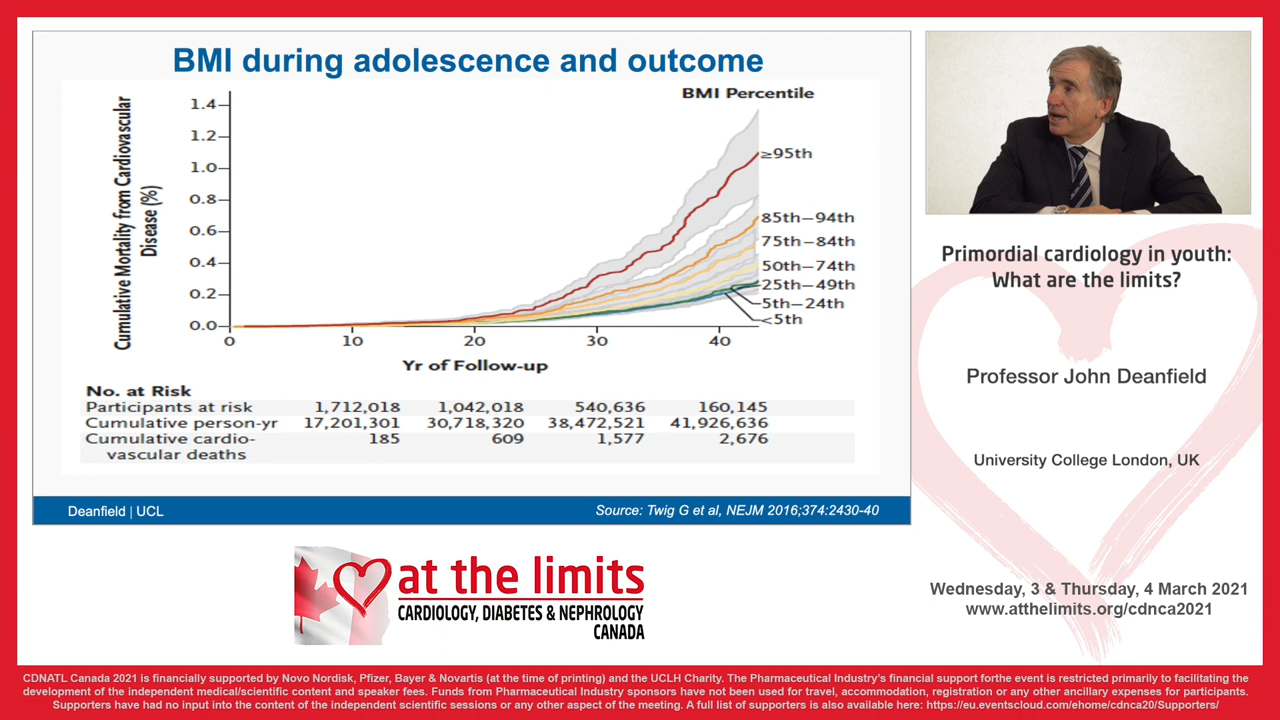 BMI during adolescence and outcome
BMI Percentile
Cumulative Mortality from Cardiovascular
Disease (%)
1.4
1.2
1.0
0.8
0.6
0.4
0.2
0.0
≥95th
85th–94th
75th–84th
50th–74th
25th–49th
5th–24th
<5th
0 10 20 30 40
Yr of Follow-up
No. at Risk
Participants at risk 1,712,018 1,042,018 540,636 160,145
Cumulative person-yr 17,201,301 30,718,320 38,472,521 41,926,636
Cumulative cardio- 185 609 1,577 2,676
vascular deaths
Deanfield | UCL
Source: Twig G et al, NEJM 2016;374:2430-40
Primordial cardiology in youth:
What are the limits?
Professor John Deanfield
University College London, UK
at the limits
CARDIOLOGY, DIABETES & NEPHROLOGY
CANADA
Wednesday, 3 & Thursday, 4 March 2021
www.atthelimits.org/cdnca2021
CDNATL Canada 2021 is financially supported by Novo Nordisk, Pfizer, Bayer & Novartis (at the time of printing) and the UCLH Charity. The Pharmaceutical Industry's financial support forthe event is restricted primarily to facilitating the
development of the independent medical/scientific content and speaker fees. Funds from Pharmaceutical Industry sponsors have not been used for travel, accommodation, registration or any other ancillary expenses for participants.
Supporters have had no input into the content of the independent scientific sessions or any other aspect of the meeting. A full list of supporters is also available here: https://eu.eventscloud.com/ehome/cdnca20/Supporters/